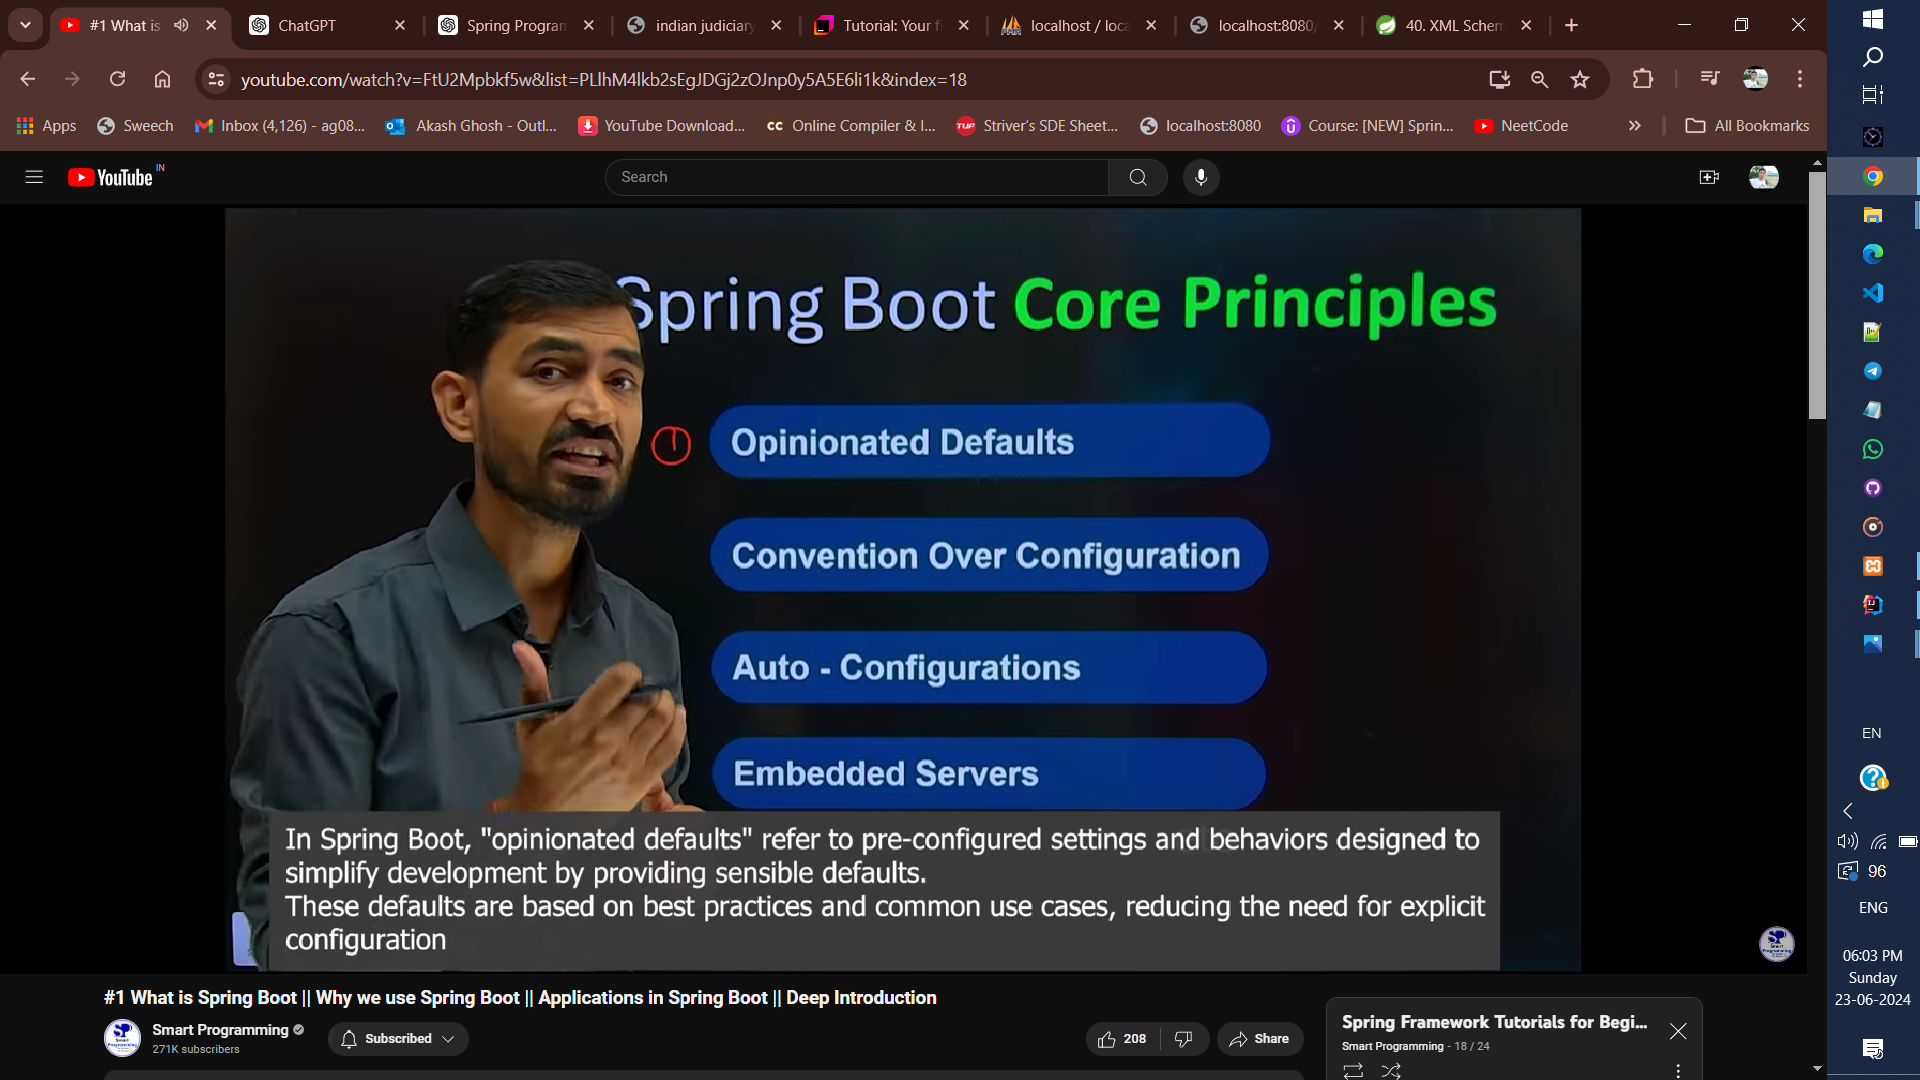 #1 What is
ChatGPT
Spring Program
indian judiciary
Tutorial: Your fi
localhost / loca
localhost:8080/
40. XML Schem
youtube.com/watch?v=FtU2Mpbkf5w&list=PLlhM4lkb2sEgJDGj2zOJnp0y5A5E6li1k&index=18
Apps
Sweech
Inbox (4,126) - ag08...
Akash Ghosh - Outl...
YouTube Download...
CC Online Compiler & I...
TUF Striver's SDE Sheet...
localhost:8080
Course: [NEW] Sprin...
NeetCode
All Bookmarks
YouTube IN
Search
Spring Boot Core Principles
1 Opinionated Defaults
Convention Over Configuration
Auto - Configurations
Embedded Servers
In Spring Boot, "opinionated defaults" refer to pre-configured settings and behaviors designed to
simplify development by providing sensible defaults.
These defaults are based on best practices and common use cases, reducing the need for explicit
configuration
#1 What is Spring Boot || Why we use Spring Boot || Applications in Spring Boot || Deep Introduction
Smart Programming
271K subscribers
Subscribed
208
Share
Spring Framework Tutorials for Begi...
Smart Programming - 18 / 24
EN
96
ENG
06:03 PM
Sunday
23-06-2024